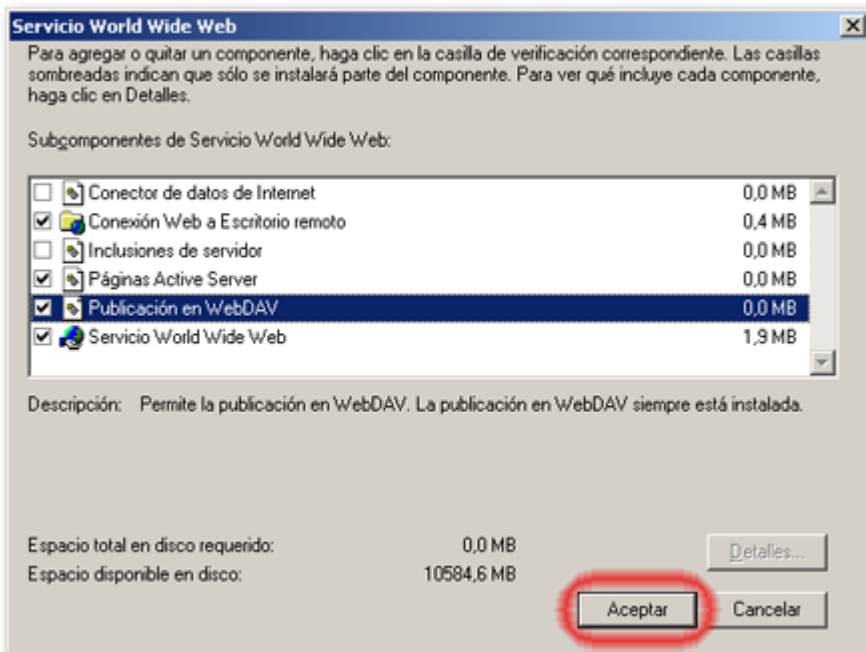 Servicio World Wide Web
Para agregar o quitar un componente, haga clic en la casilla de verificación correspondiente. Las casillas
sombreadas indican que sólo se instalará parte del componente. Para ver qué incluye cada componente,
haga clic en Detalles.
Subcomponentes de Servicio World Wide Web:
Conector de datos de Internet 0,0 MB
Conexión Web a Escritorio remoto 0,4 MB
Inclusiones de servidor 0,0 MB
Páginas Active Server 0,0 MB
Publicación en WebDAV 0,0 MB
Servicio World Wide Web 1,9 MB
Descripción: Permite la publicación en WebDAV. La publicación en WebDAV siempre está instalada.
Espacio total en disco requerido: 0,0 MB
Detalles...
Espacio disponible en disco: 10584,6 MB
Aceptar Cancelar